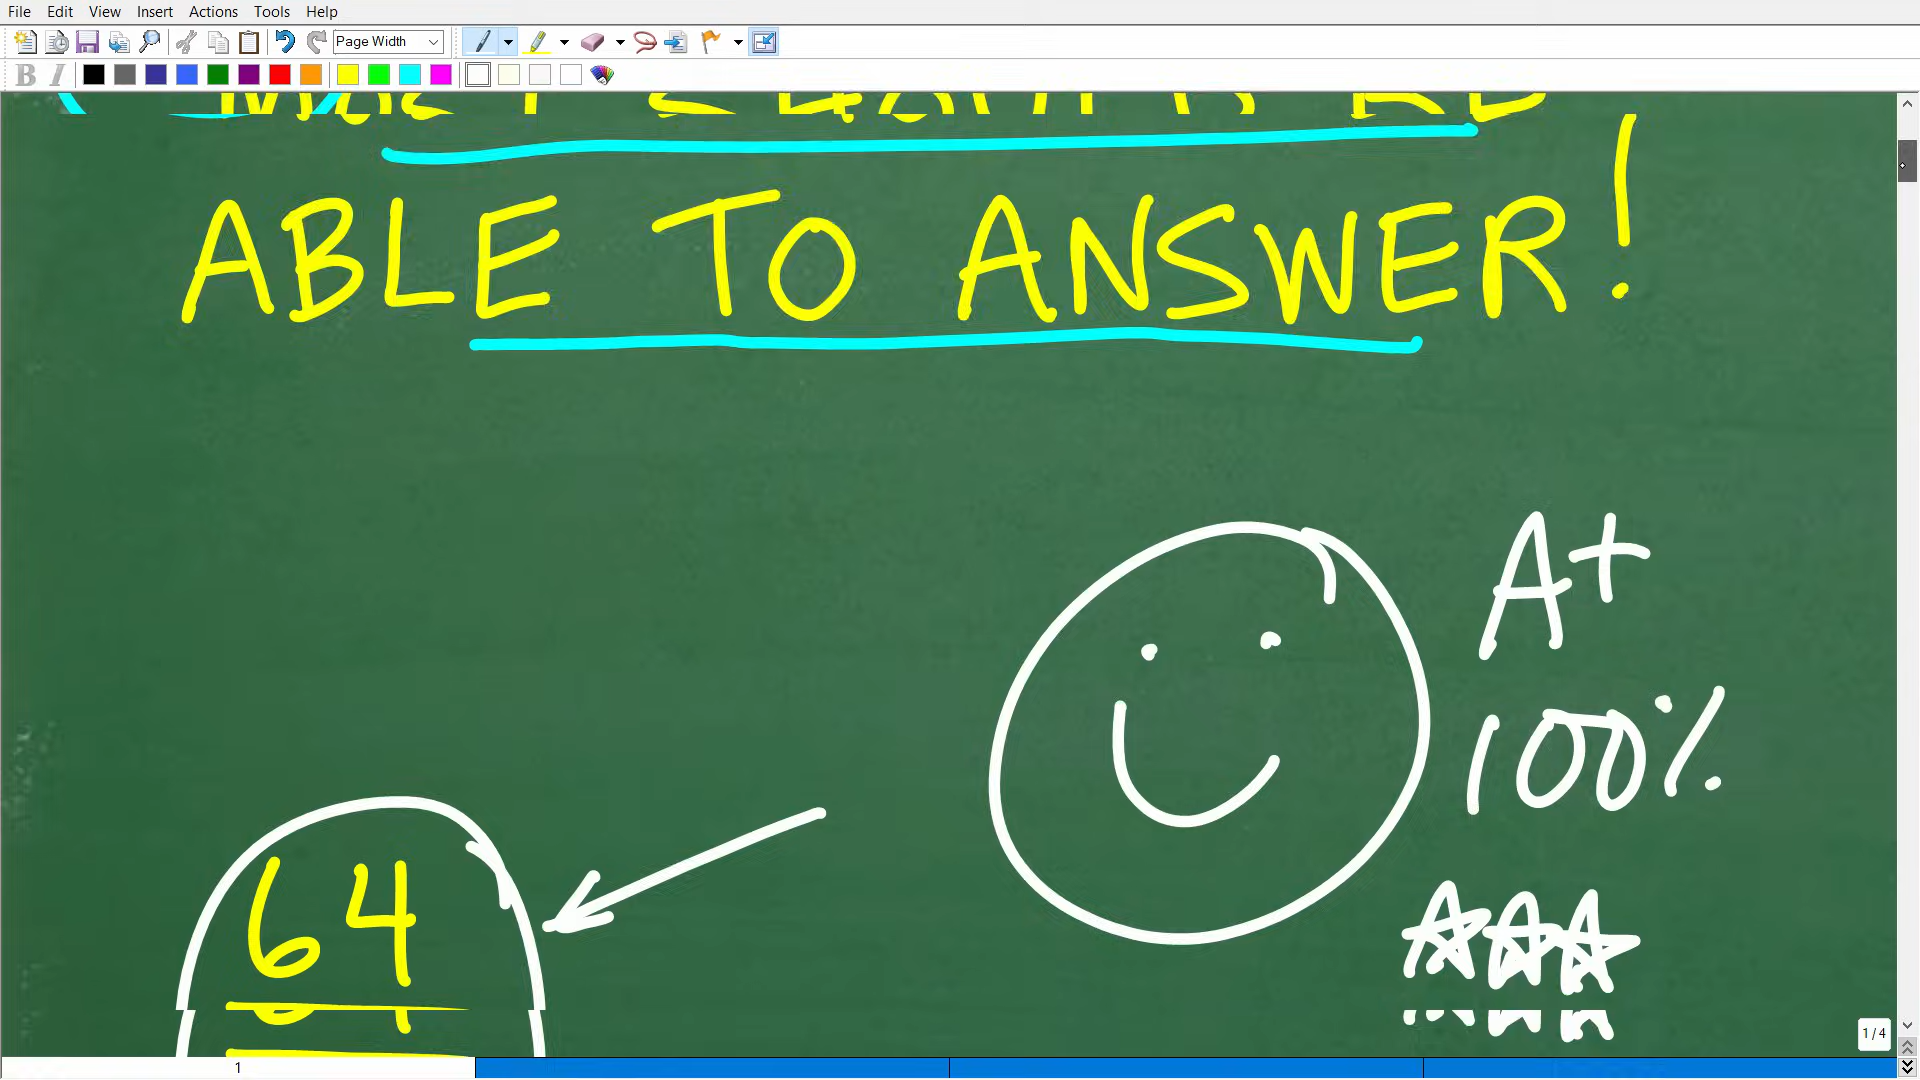 File Edit View Insert Actions Tools Help
Page Width
B I
ABLE TO ANSWER!
A+
100%
64
1/4
1